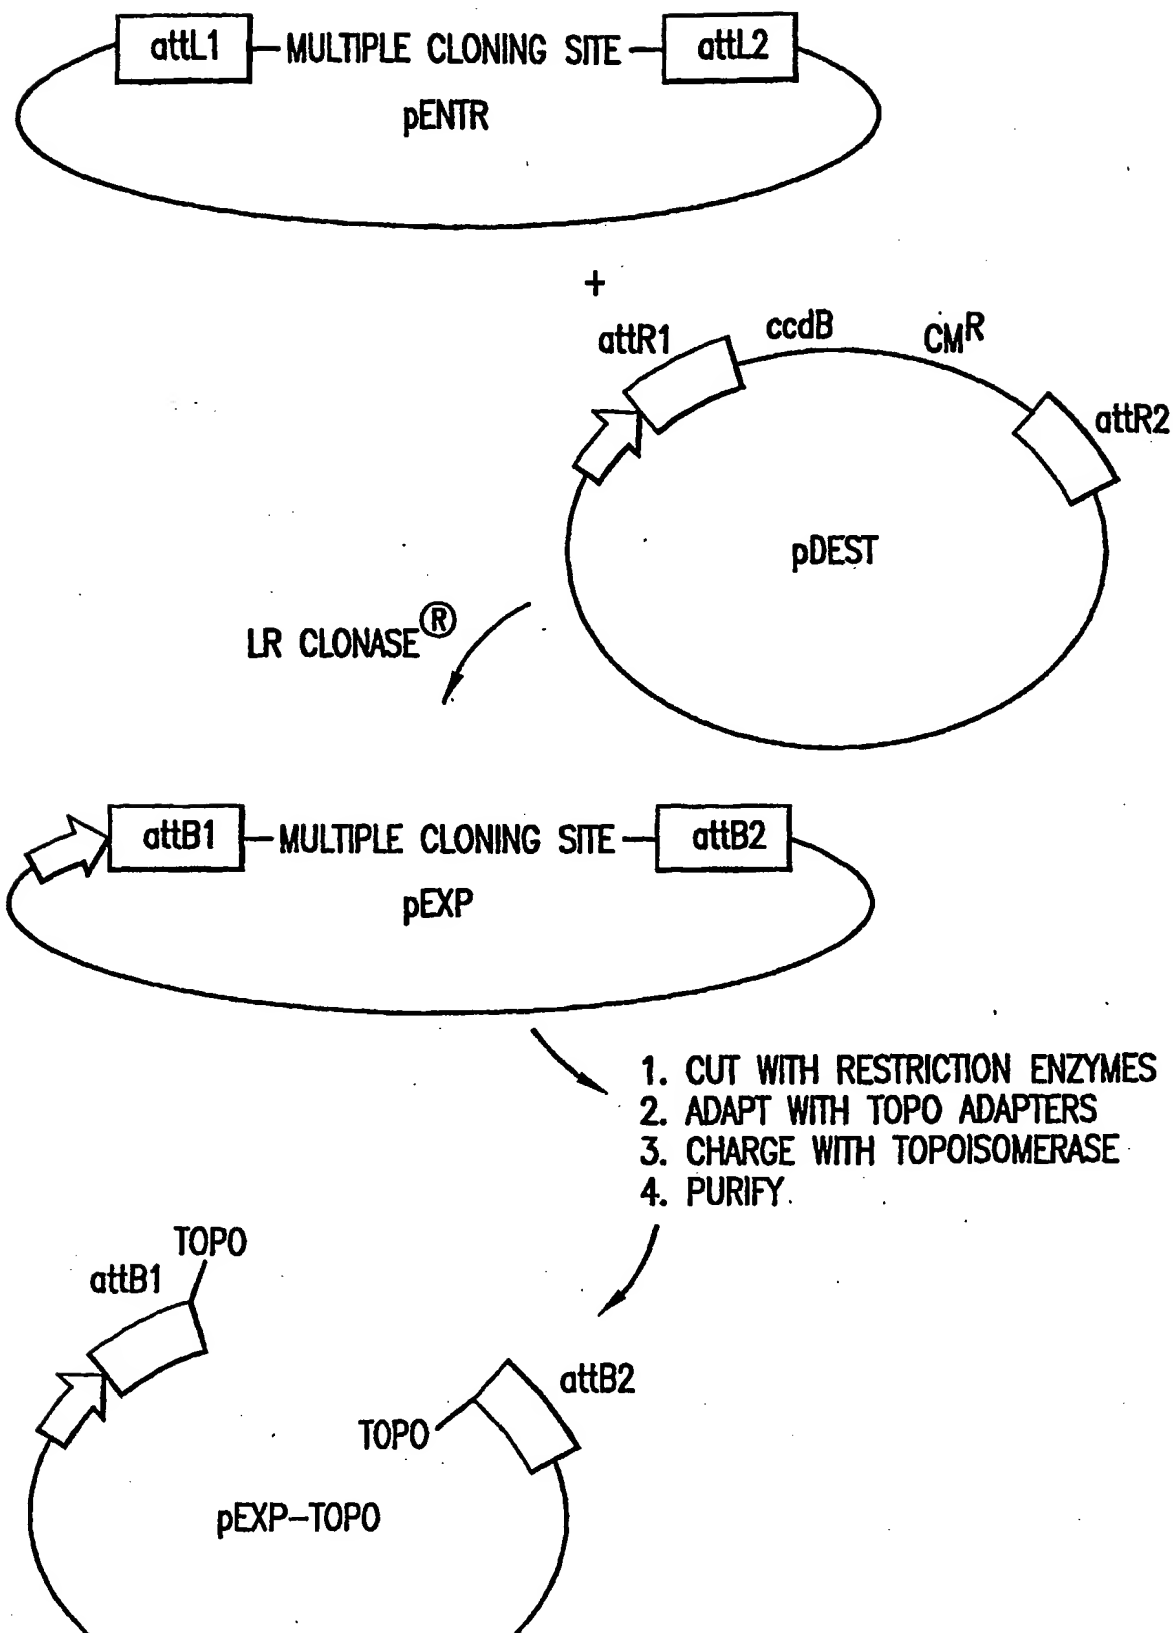 attL1 — MULTIPLE CLONING SITE — attL2
pENTR
+
attR1
ccdB
CMᴿ
attR2
pDEST
LR CLONASE®
attB1 — MULTIPLE CLONING SITE — attB2
pEXP
1. CUT WITH RESTRICTION ENZYMES
2. ADAPT WITH TOPO ADAPTERS
3. CHARGE WITH TOPOISOMERASE
4. PURIFY
TOPO
attB1
attB2
TOPO
pEXP–TOPO